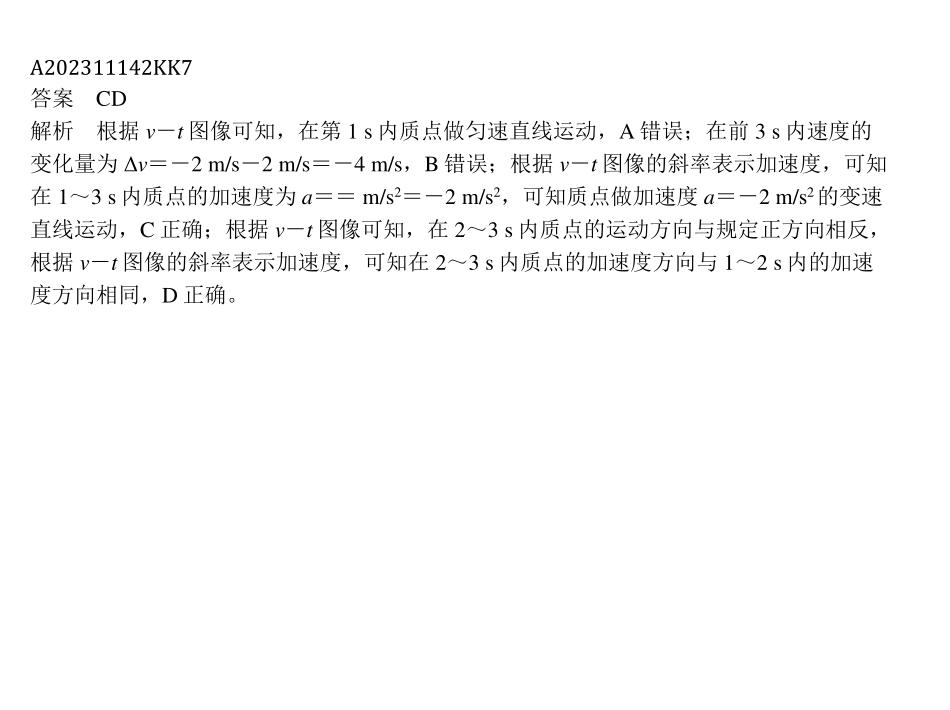 A202311142KK7
答案　CD
解析　根据 v－t 图像可知，在第 1 s 内质点做匀速直线运动，A 错误；在前 3 s 内速度的
变化量为 Δv＝－2 m/s－2 m/s＝－4 m/s，B 错误；根据 v－t 图像的斜率表示加速度，可知
在 1～3 s 内质点的加速度为 a＝＝ m/s²＝－2 m/s²，可知质点做加速度 a＝－2 m/s² 的变速
直线运动，C 正确；根据 v－t 图像可知，在 2～3 s 内质点的运动方向与规定正方向相反，
根据 v－t 图像的斜率表示加速度，可知在 2～3 s 内质点的加速度方向与 1～2 s 内的加速
度方向相同，D 正确。